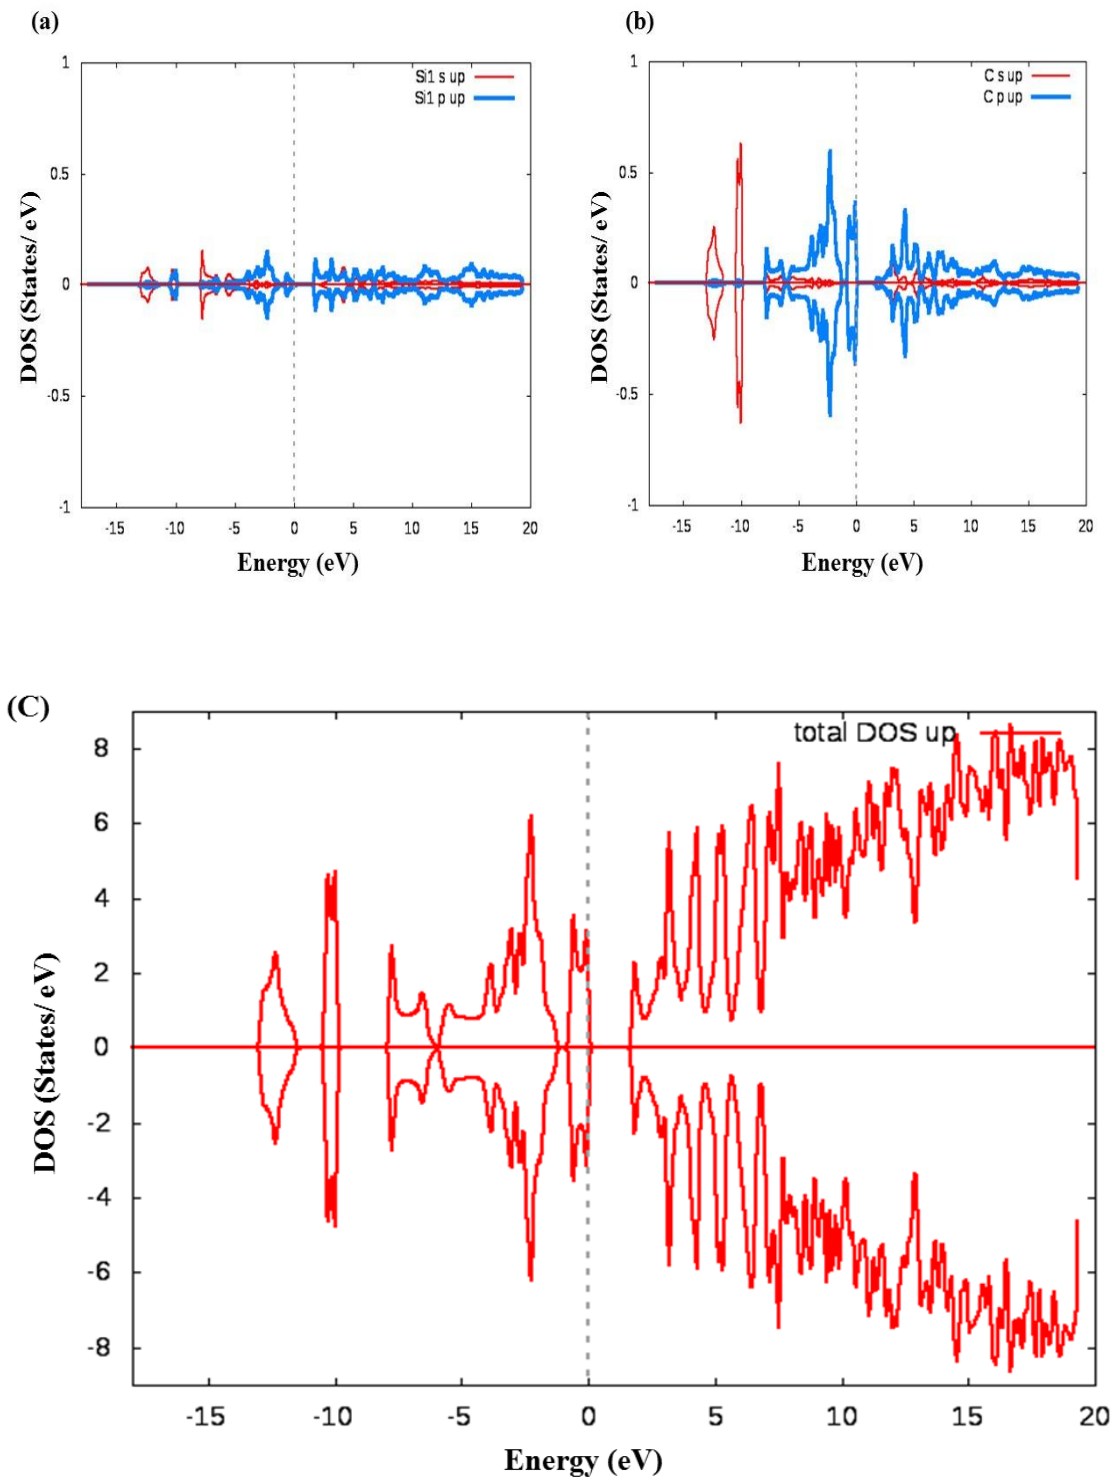 (a)
Si1 s up
Si1 p up
1
0.5
0
-0.5
-1
-15 -10 -5 0 5 10 15 20
DOS (States/ eV)
Energy (eV)
(b)
C s up
C p up
1
0.5
0
-0.5
-1
-15 -10 -5 0 5 10 15 20
DOS (States/ eV)
Energy (eV)
(C)
total DOS up
8
6
4
2
0
-2
-4
-6
-8
-15 -10 -5 0 5 10 15 20
DOS (States/ eV)
Energy (eV)